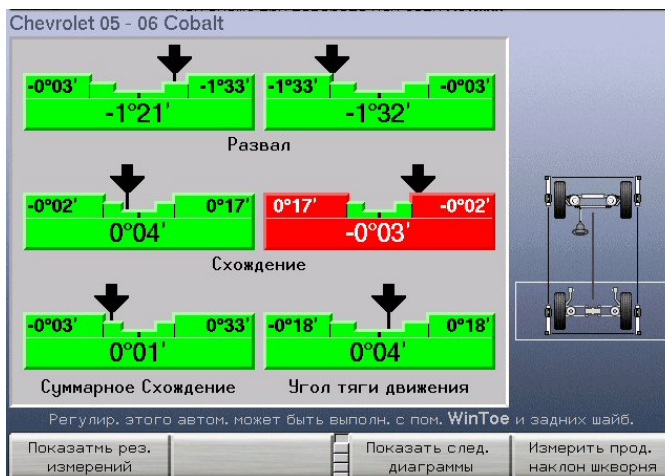 Chevrolet 05 - 06 Cobalt
-0°03' -1°33' -1°33' -0°03'
-1°21' -1°32'
Развал
-0°02' 0°17' 0°17' -0°02'
0°04' -0°03'
Схождение
-0°03' 0°33' -0°18' 0°18'
0°01' 0°04'
Суммарное Схождение Угол тяги движения
Регулир. этого автом. может быть выполн. с пом. WinToe и задних шайб.
Показатмь рез. Показать след. Измерить прод.
измерений диаграммы наклон шкворня